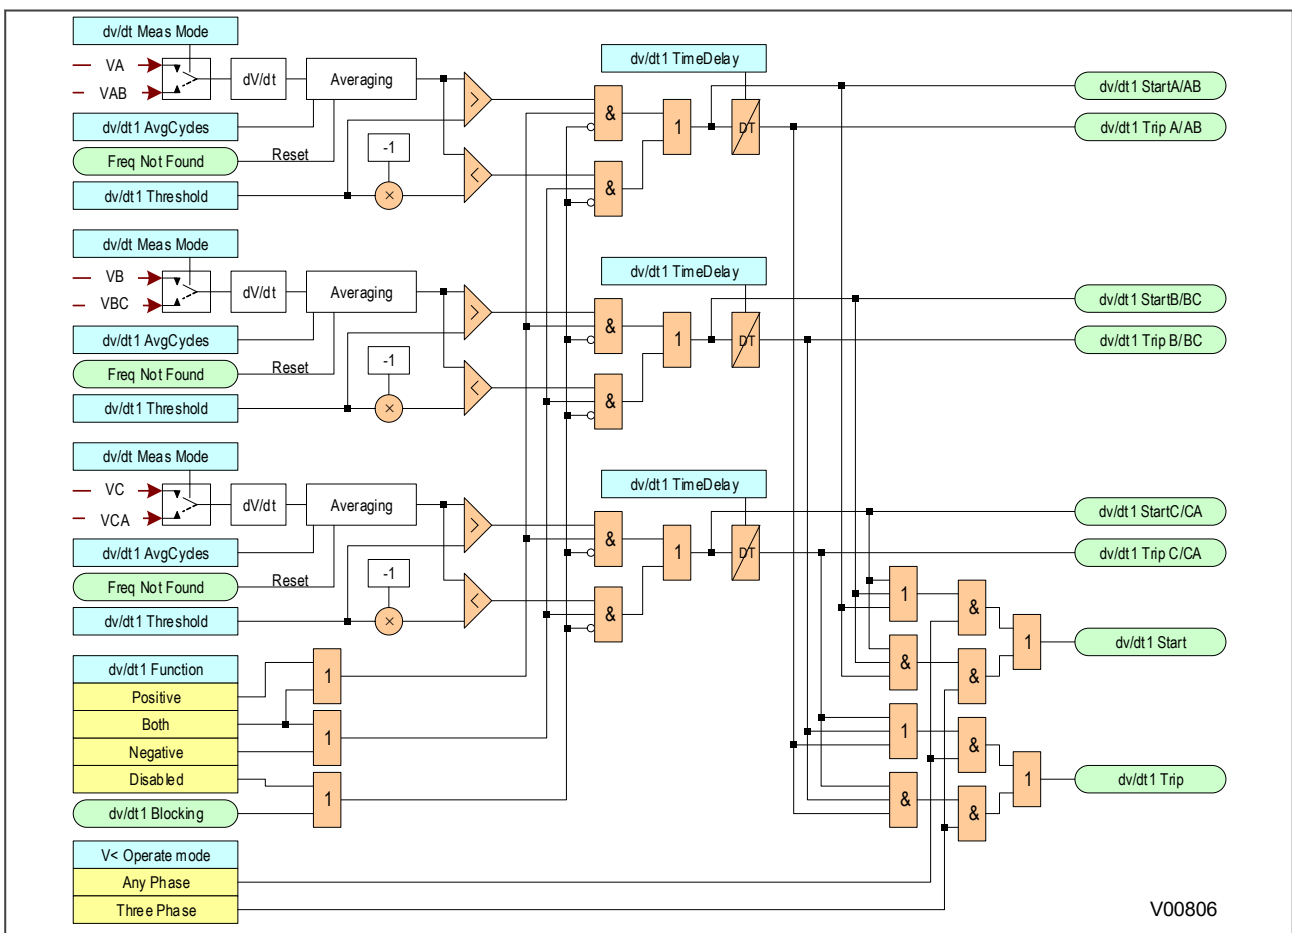 dv/dt Meas Mode
VA
VAB
dV/dt
Averaging
dv/dt1 AvgCycles
Freq Not Found
Reset
-1
dv/dt1 Threshold
×
>
<
&
&
1
dv/dt1 TimeDelay
DT
dv/dt1 StartA/AB
dv/dt1 Trip A/AB
dv/dt Meas Mode
VB
VBC
dV/dt
Averaging
dv/dt1 AvgCycles
Freq Not Found
Reset
-1
dv/dt1 Threshold
×
>
<
&
&
1
dv/dt1 TimeDelay
DT
dv/dt1 StartB/BC
dv/dt1 Trip B/BC
dv/dt Meas Mode
VC
VCA
dV/dt
Averaging
dv/dt1 AvgCycles
Freq Not Found
Reset
-1
dv/dt1 Threshold
×
>
<
&
&
1
dv/dt1 TimeDelay
DT
dv/dt1 StartC/CA
dv/dt1 Trip C/CA
1
&
&
&
1
dv/dt1 Start
dv/dt1 Function
Positive
Both
Negative
Disabled
dv/dt1 Blocking
1
1
1
1
&
&
&
1
dv/dt1 Trip
V< Operate mode
Any Phase
Three Phase
V00806